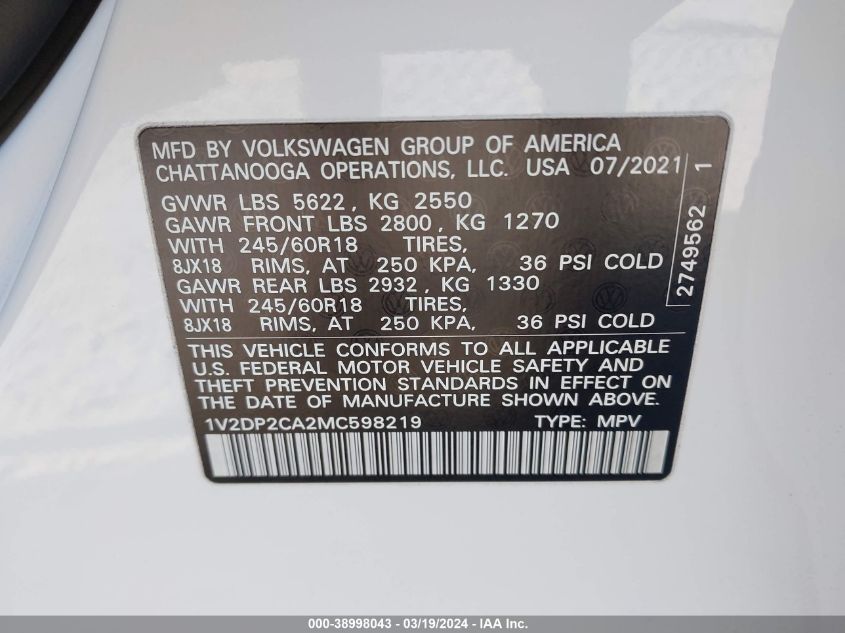 MFD BY VOLKSWAGEN GROUP OF AMERICA
CHATTANOOGA OPERATIONS, LLC. USA 07/2021
GVWR LBS 5622, KG 2550
GAWR FRONT LBS 2800, KG 1270
WITH 245/60R18 TIRES,
8JX18 RIMS, AT 250 KPA, 36 PSI COLD
GAWR REAR LBS 2932, KG 1330
WITH 245/60R18 TIRES,
8JX18 RIMS, AT 250 KPA, 36 PSI COLD
2749562 1
THIS VEHICLE CONFORMS TO ALL APPLICABLE
U.S. FEDERAL MOTOR VEHICLE SAFETY AND
THEFT PREVENTION STANDARDS IN EFFECT ON
THE DATE OF MANUFACTURE SHOWN ABOVE.
1V2DP2CA2MC598219 TYPE: MPV
000-38998043 - 03/19/2024 - IAA Inc.